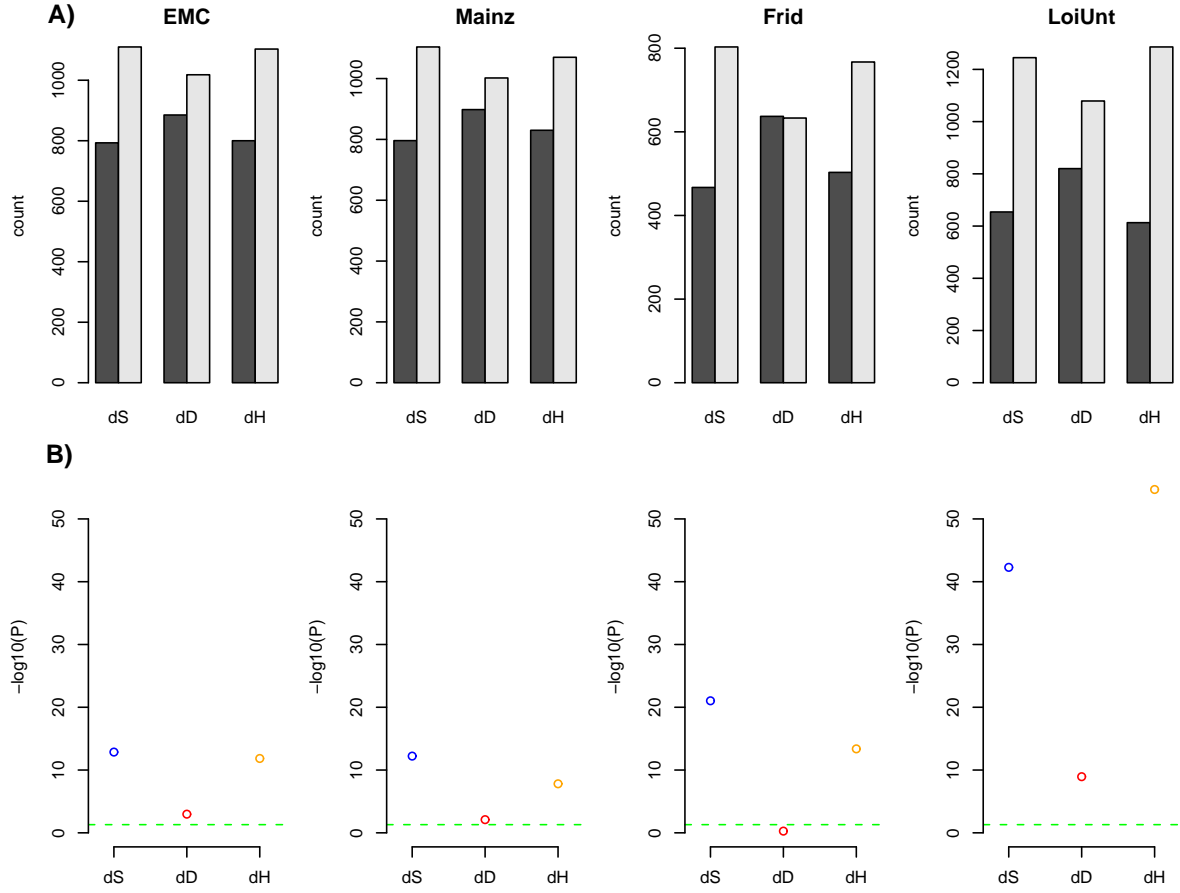 A)
EMC
Mainz
Frid
LoiUnt
count
0
200
400
600
800
1000
dS
dD
dH
count
0
200
400
600
800
1000
dS
dD
dH
count
0
200
400
600
800
dS
dD
dH
count
0
200
400
600
800
1000
1200
dS
dD
dH
B)
−log10(P)
0
10
20
30
40
50
dS
dD
dH
−log10(P)
0
10
20
30
40
50
dS
dD
dH
−log10(P)
0
10
20
30
40
50
dS
dD
dH
−log10(P)
0
10
20
30
40
50
dS
dD
dH